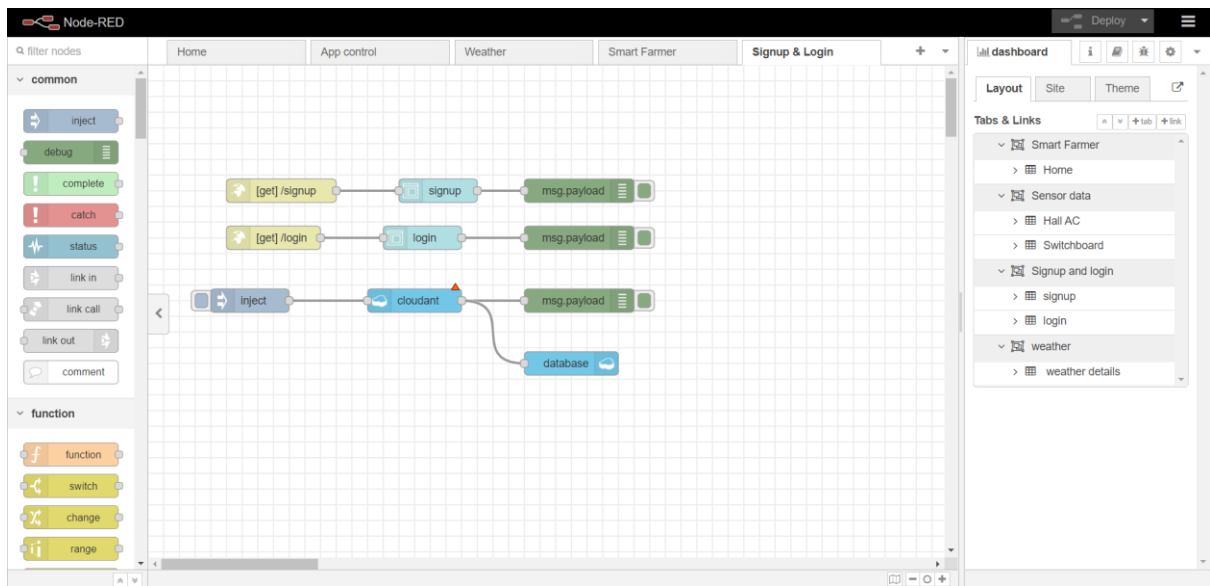 Node-RED
Deploy
filter nodes
common
inject
debug
complete
catch
status
link in
link call
link out
comment
function
function
switch
change
range
Home
App control
Weather
Smart Farmer
Signup & Login
[get] /signup
signup
msg.payload
[get] /login
login
msg.payload
inject
cloudant
msg.payload
database
dashboard
i
Layout
Site
Theme
Tabs & Links
+ tab
+ link
Smart Farmer
Home
Sensor data
Hall AC
Switchboard
Signup and login
signup
login
weather
weather details